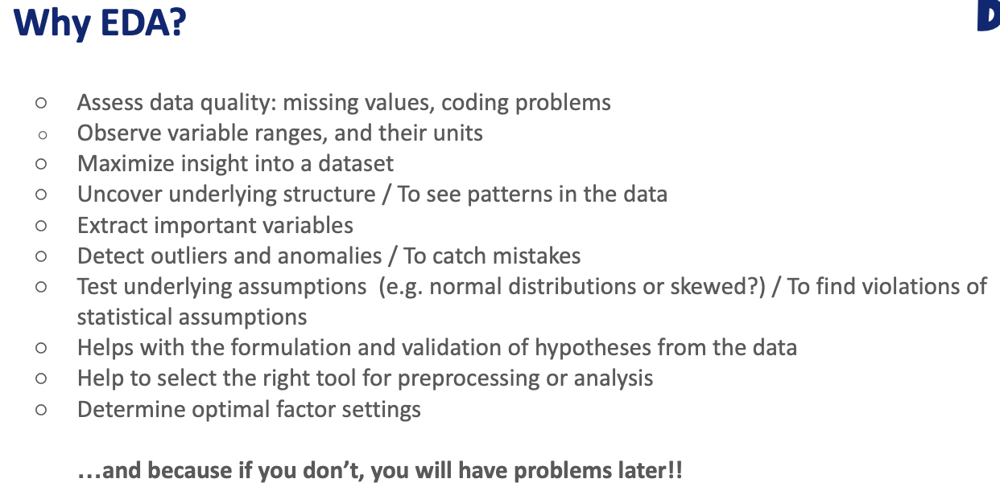 Why EDA?
D
○ Assess data quality: missing values, coding problems
○ Observe variable ranges, and their units
○ Maximize insight into a dataset
○ Uncover underlying structure / To see patterns in the data
○ Extract important variables
○ Detect outliers and anomalies / To catch mistakes
○ Test underlying assumptions  (e.g. normal distributions or skewed?) / To find violations of
statistical assumptions
○ Helps with the formulation and validation of hypotheses from the data
○ Help to select the right tool for preprocessing or analysis
○ Determine optimal factor settings
…and because if you don’t, you will have problems later!!